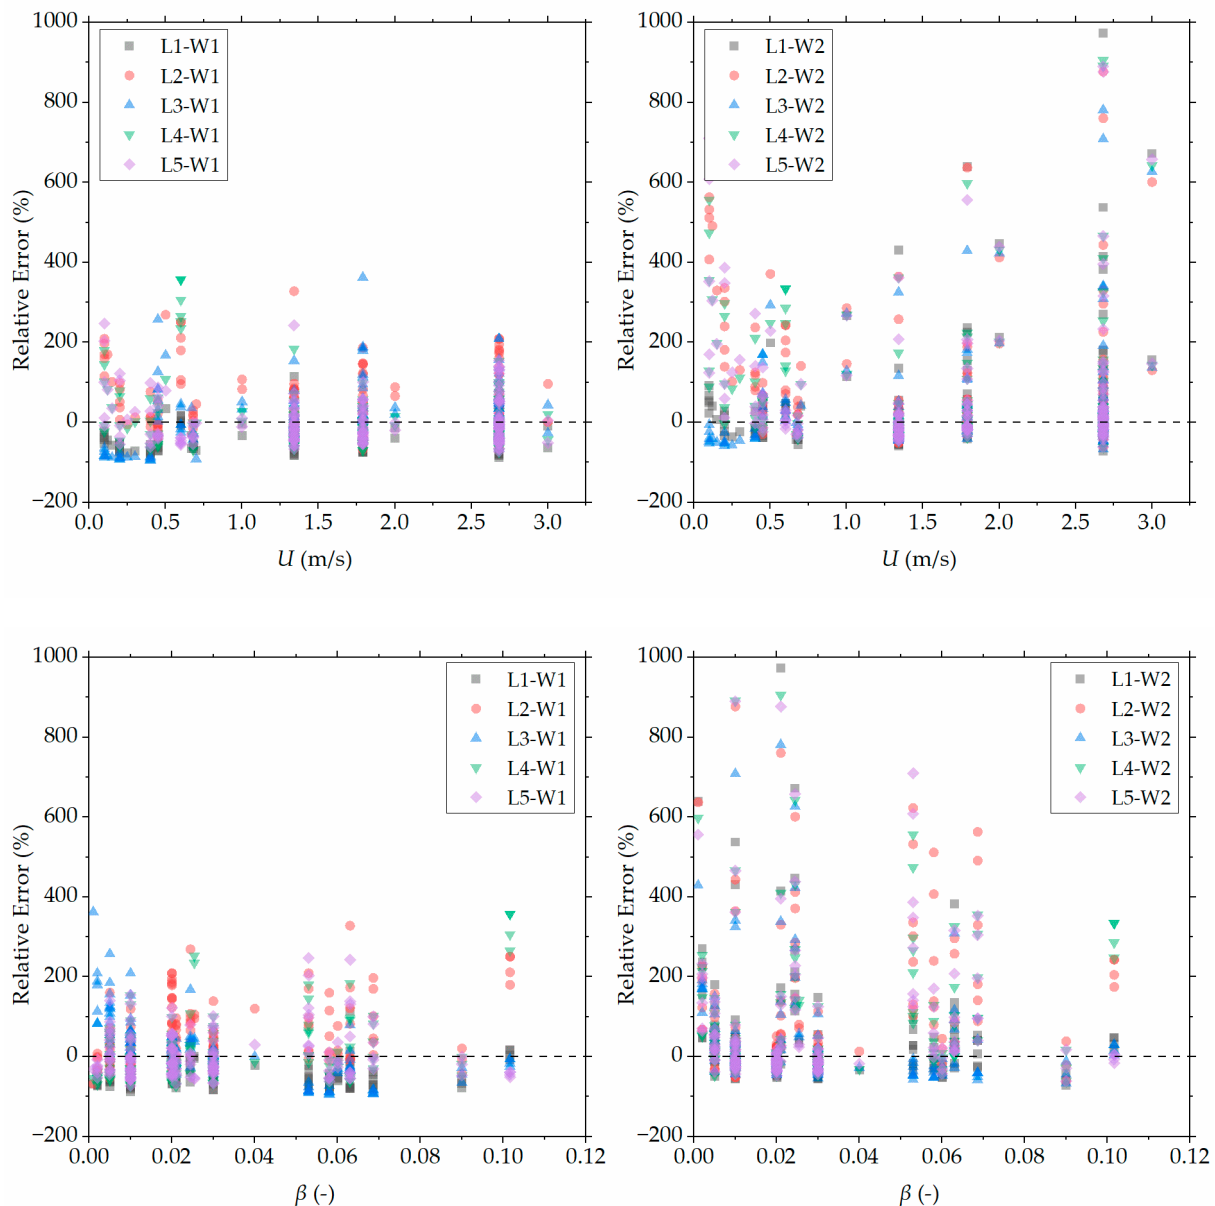 1000
800
600
400
200
0
−200
Relative Error (%)
L1-W1
L2-W1
L3-W1
L4-W1
L5-W1
0.0 0.5 1.0 1.5 2.0 2.5 3.0
U (m/s)
1000
800
600
400
200
0
−200
Relative Error (%)
L1-W2
L2-W2
L3-W2
L4-W2
L5-W2
0.0 0.5 1.0 1.5 2.0 2.5 3.0
U (m/s)
1000
800
600
400
200
0
−200
Relative Error (%)
L1-W1
L2-W1
L3-W1
L4-W1
L5-W1
0.00 0.02 0.04 0.06 0.08 0.10 0.12
β (-)
1000
800
600
400
200
0
−200
Relative Error (%)
L1-W2
L2-W2
L3-W2
L4-W2
L5-W2
0.00 0.02 0.04 0.06 0.08 0.10 0.12
β (-)